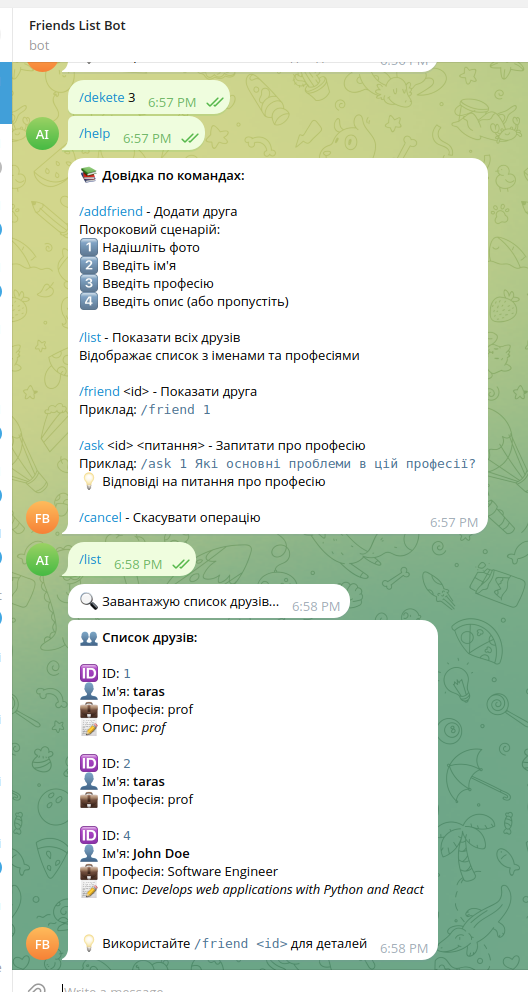 Friends List Bot
bot
/dekete 3 6:57 PM
AI
/help 6:57 PM
📚 Довідка по командах:
/addfriend - Додати друга
Покроковий сценарій:
1 Надішліть фото
2 Введіть ім'я
3 Введіть професію
4 Введіть опис (або пропустіть)
/list - Показати всіх друзів
Відображає список з іменами та професіями
/friend <id> - Показати друга
Приклад: /friend 1
/ask <id> <питання> - Запитати про професію
Приклад: /ask 1 Які основні проблеми в цій професії?
💡 Відповіді на питання про професію
/cancel - Скасувати операцію
FB 6:57 PM
AI
/list 6:58 PM
🔍 Завантажую список друзів... 6:58 PM
👥 Список друзів:
🆔 ID: 1
👤 Ім'я: taras
💼 Професія: prof
📝 Опис: prof
🆔 ID: 2
👤 Ім'я: taras
💼 Професія: prof
🆔 ID: 4
👤 Ім'я: John Doe
💼 Професія: Software Engineer
📝 Опис: Develops web applications with Python and React
FB
💡 Використайте /friend <id> для деталей 6:58 PM
Write a message...